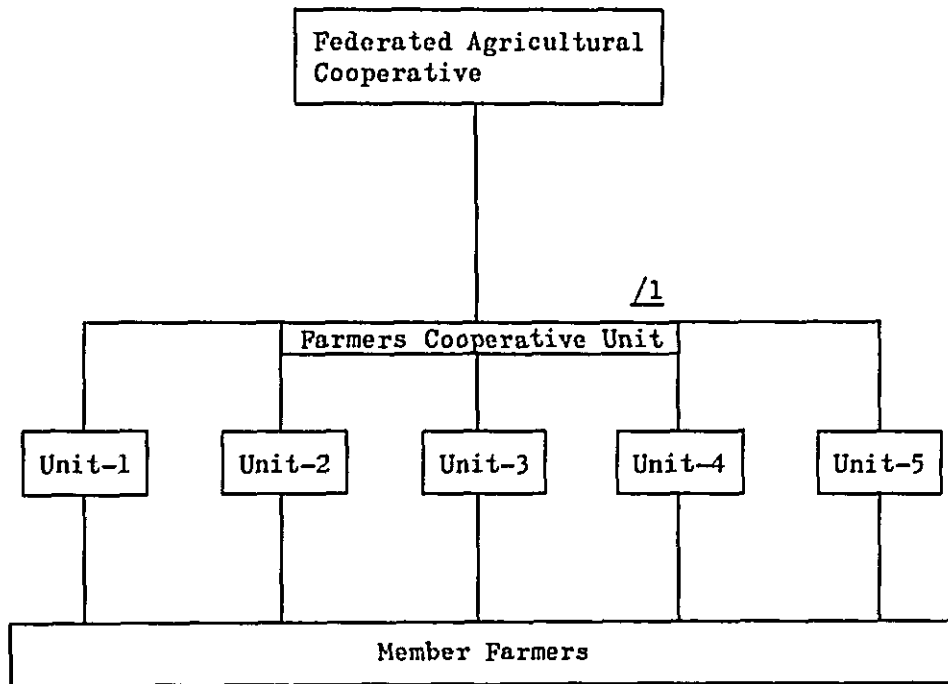 Federated Agricultural
Cooperative
/1
Farmers Cooperative Unit
Unit-1 Unit-2 Unit-3 Unit-4 Unit-5
Member Farmers